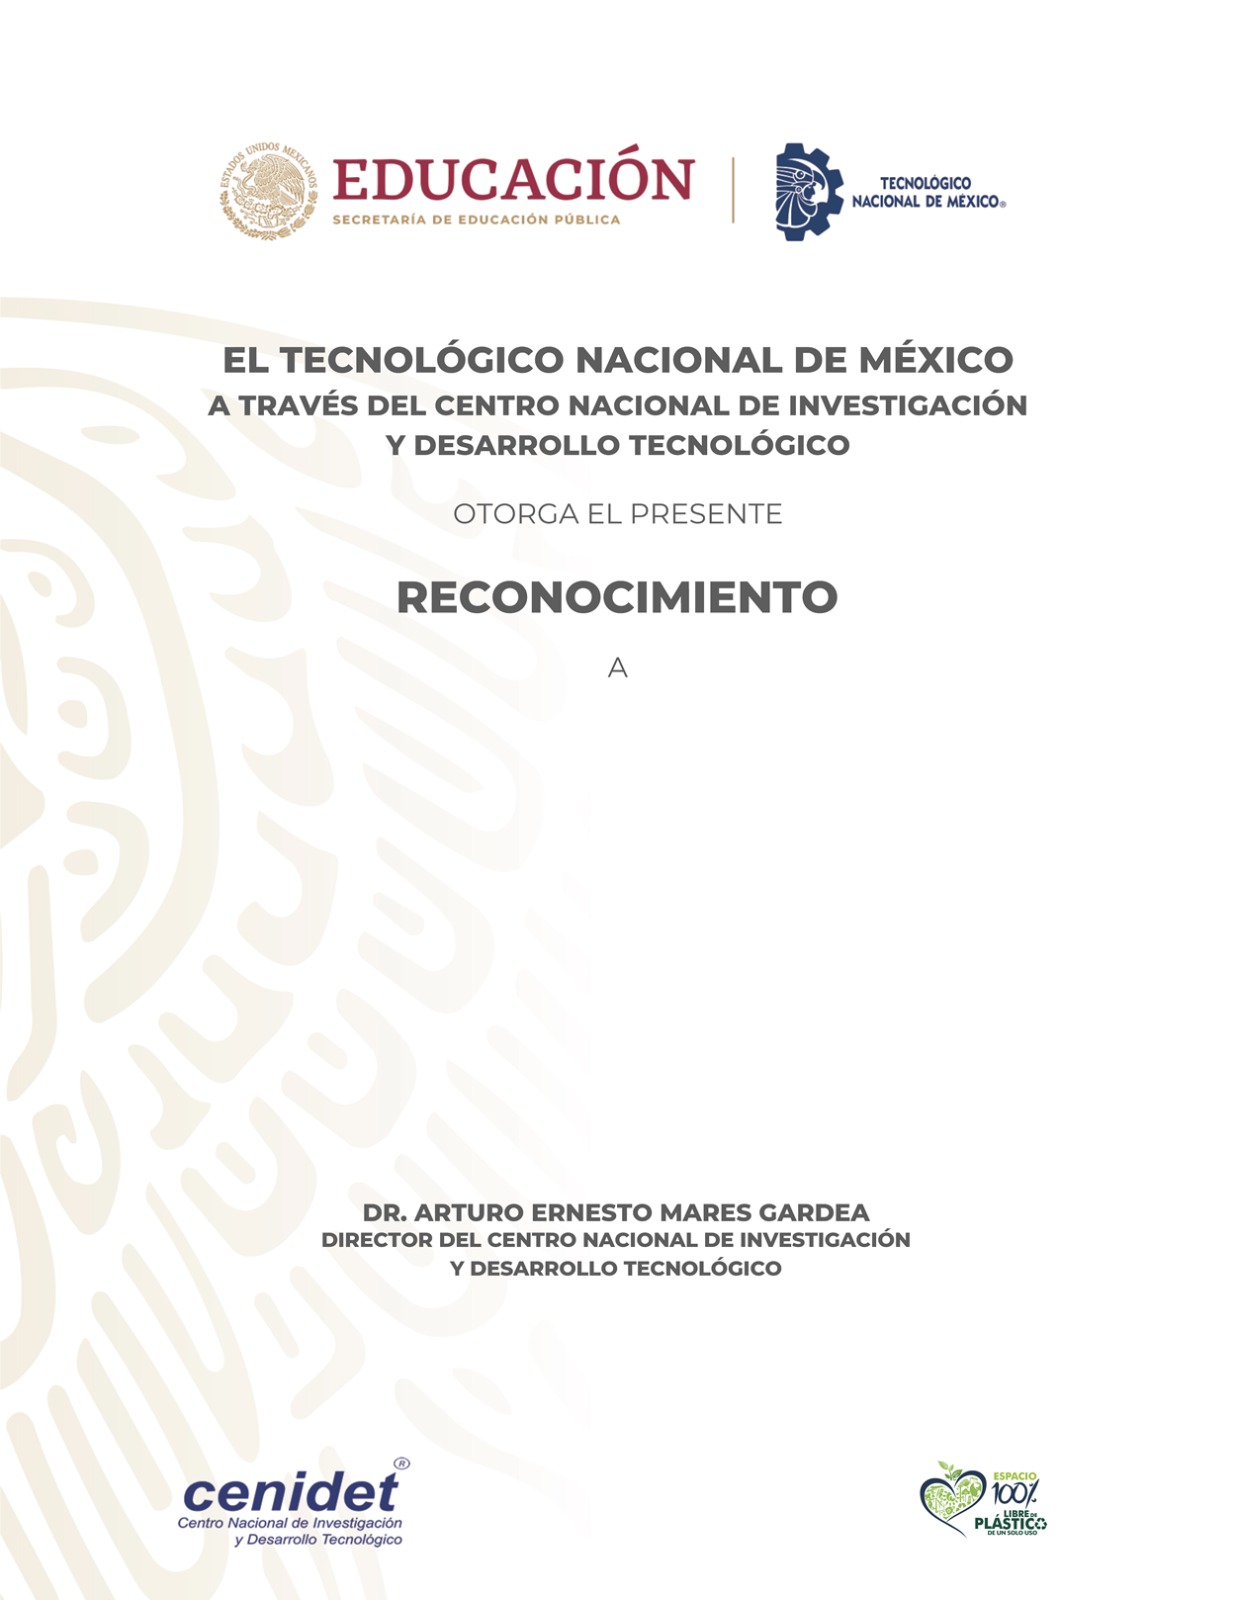 ESTADOS UNIDOS MEXICANOS
EDUCACIÓN
SECRETARÍA DE EDUCACIÓN PÚBLICA
TECNOLÓGICO
NACIONAL DE MÉXICO®
EL TECNOLÓGICO NACIONAL DE MÉXICO
A TRAVÉS DEL CENTRO NACIONAL DE INVESTIGACIÓN
Y DESARROLLO TECNOLÓGICO
OTORGA EL PRESENTE
RECONOCIMIENTO
A
DR. ARTURO ERNESTO MARES GARDEA
DIRECTOR DEL CENTRO NACIONAL DE INVESTIGACIÓN
Y DESARROLLO TECNOLÓGICO
cenidet®
Centro Nacional de Investigación
y Desarrollo Tecnológico
ESPACIO
100%
LIBRE DE
PLÁSTICO
DE UN SOLO USO